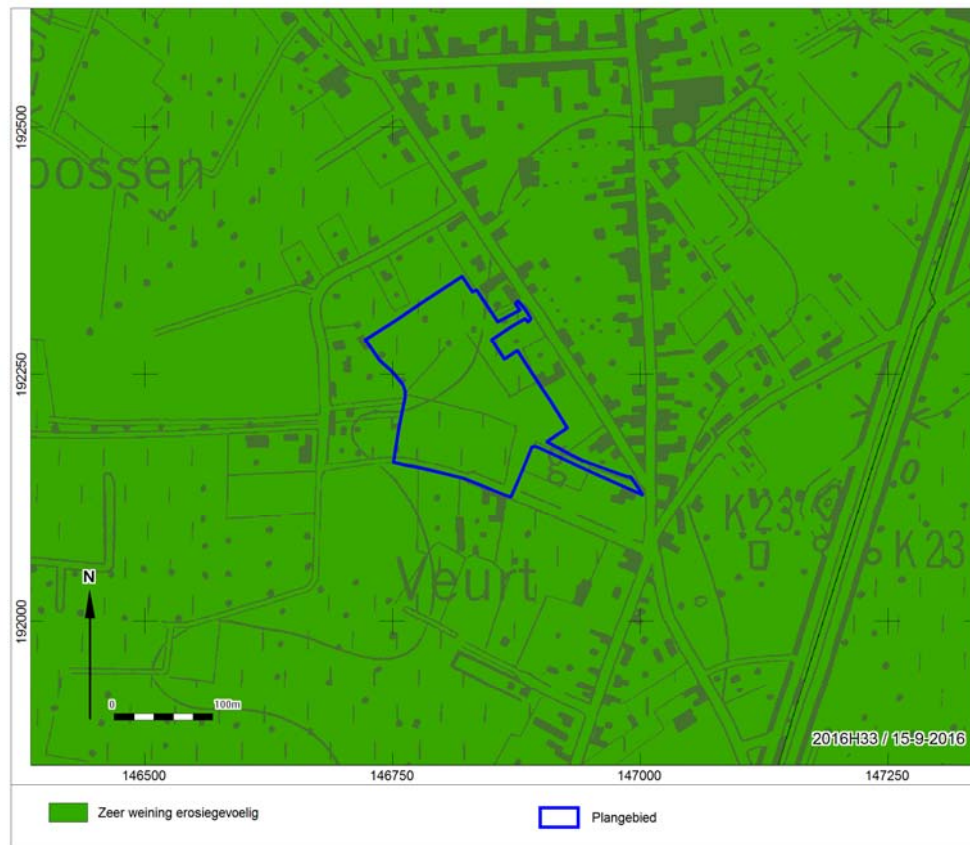 192500
bossen
192250
K23
K23
Veurt
192000
N
0 100m
2016H33 / 15-9-2016
146500 146750 147000 147250
Zeer weining erosiegevoelig
Plangebied